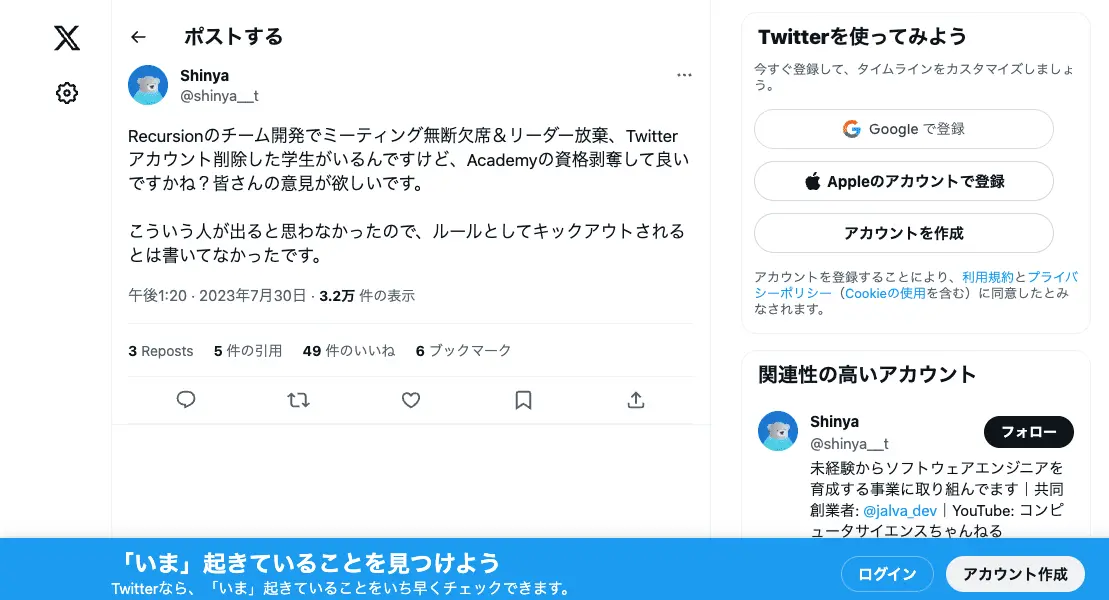 ポストする
Shinya
@shinya__t
Recursionのチーム開発でミーティング無断欠席＆リーダー放棄、Twitter
アカウント削除した学生がいるんですけど、Academyの資格剥奪して良い
ですかね？皆さんの意見が欲しいです。
こういう人が出ると思わなかったので、ルールとしてキックアウトされる
とは書いてなかったです。
午後1:20 · 2023年7月30日 · 3.2万 件の表示
3 Reposts 5 件の引用 49 件のいいね 6 ブックマーク
Twitterを使ってみよう
今すぐ登録して、タイムラインをカスタマイズしましょ
う。
Google で登録
Appleのアカウントで登録
アカウントを作成
アカウントを登録することにより、利用規約とプライバ
シーポリシー（Cookieの使用を含む）に同意したとみ
なされます。
関連性の高いアカウント
Shinya
@shinya__t
フォロー
未経験からソフトウェアエンジニアを
育成する事業に取り組んでます｜共同
創業者: @jalva_dev｜YouTube: コンピ
ュータサイエンスちゃんねる
「いま」起きていることを見つけよう
Twitterなら、「いま」起きていることをいち早くチェックできます。
ログイン
アカウント作成